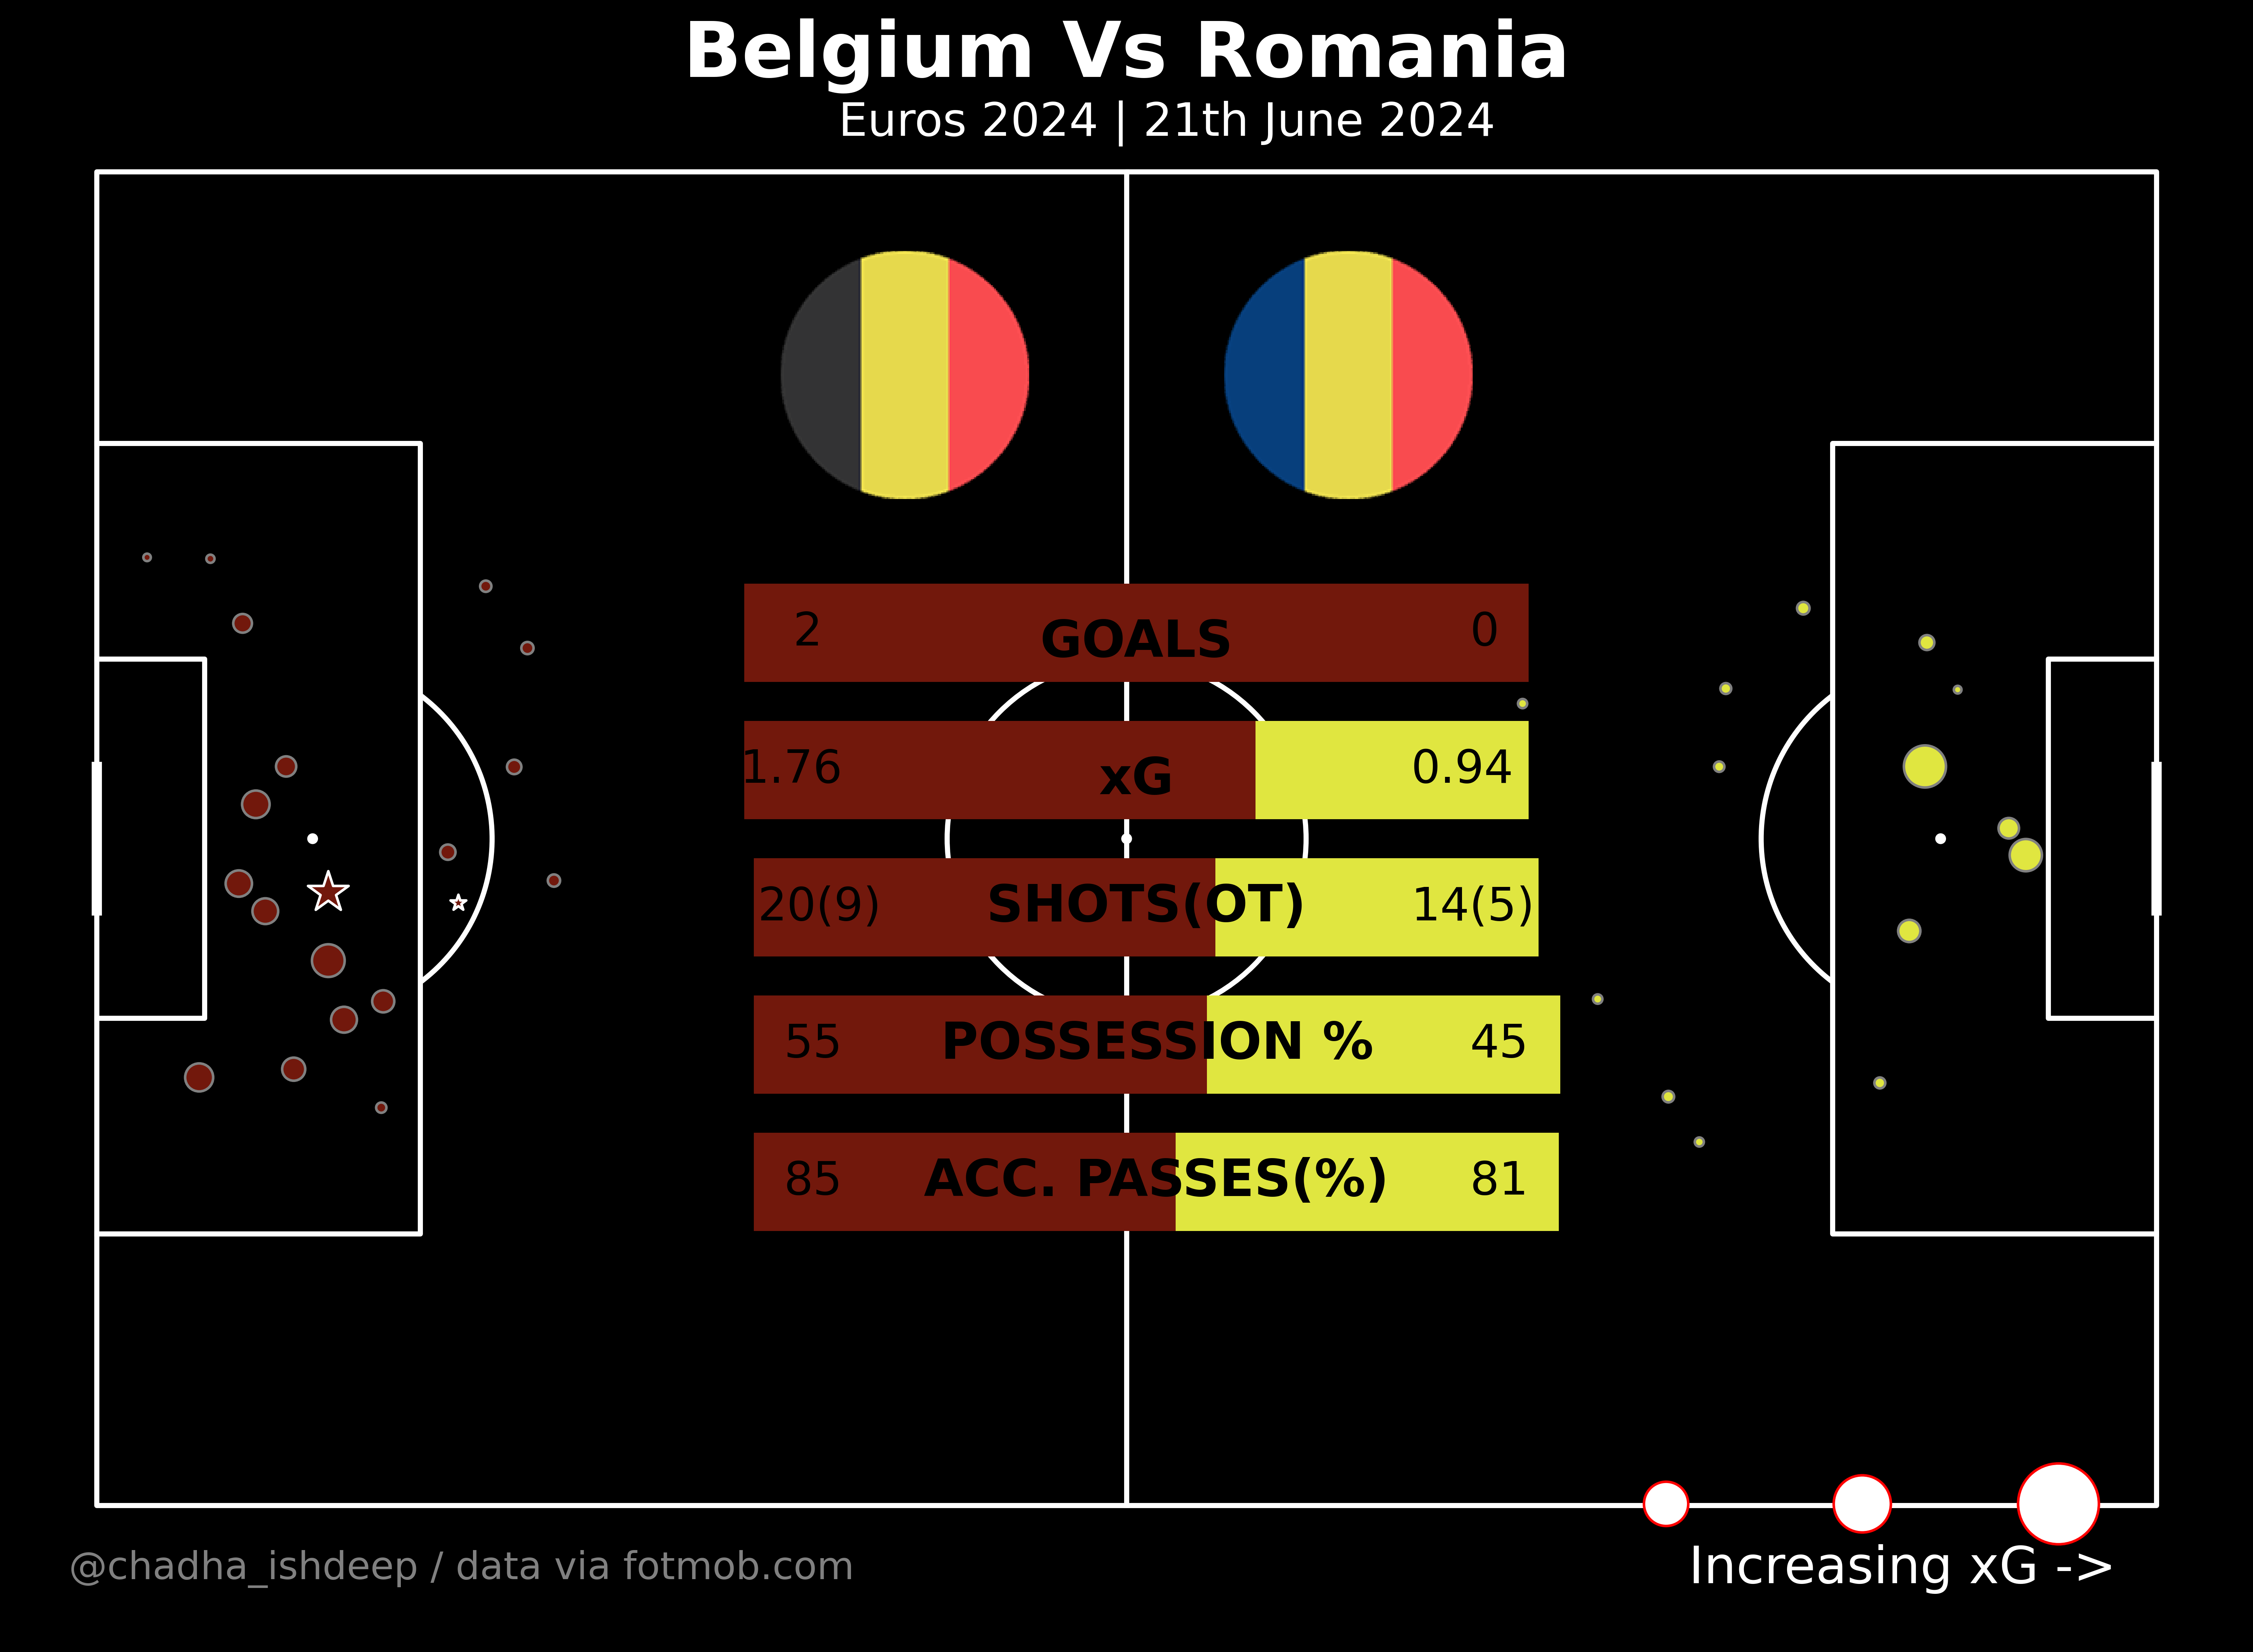 Belgium Vs Romania
Euros 2024 | 21th June 2024
2 GOALS 0
1.76 xG 0.94
20(9) SHOTS(OT) 14(5)
55 POSSESSION % 45
85 ACC. PASSES(%) 81
@chadha_ishdeep / data via fotmob.com
Increasing xG ->